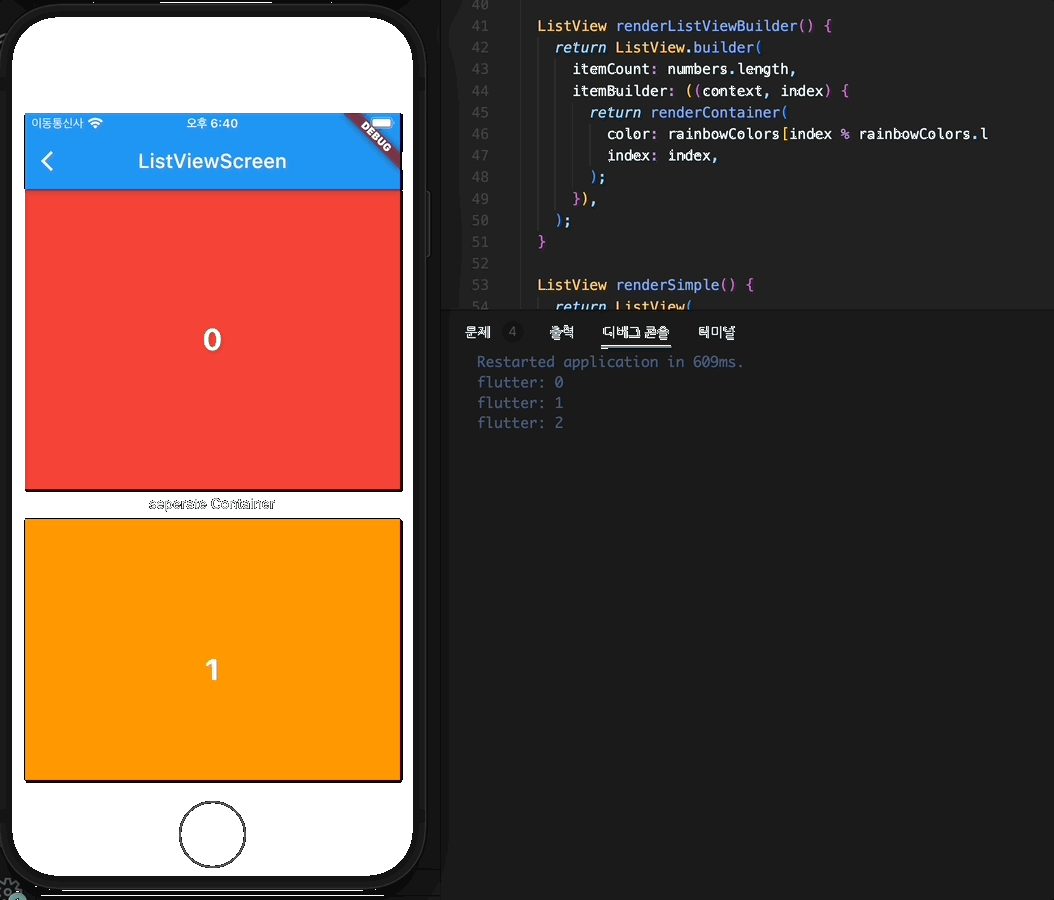 이동통신사 오후 6:40
DEBUG
ListViewScreen
0
seperate Container
1
40
41 ListView renderListViewBuilder() {
42 return ListView.builder(
43 itemCount: numbers.length,
44 itemBuilder: ((context, index) {
45 return renderContainer(
46 color: rainbowColors[index % rainbowColors.l
47 index: index,
48 );
49 }),
50 );
51 }
52
53 ListView renderSimple() {
54 return ListView(
문제 4 출력 디버그 콘솔 터미널
Restarted application in 609ms.
flutter: 0
flutter: 1
flutter: 2